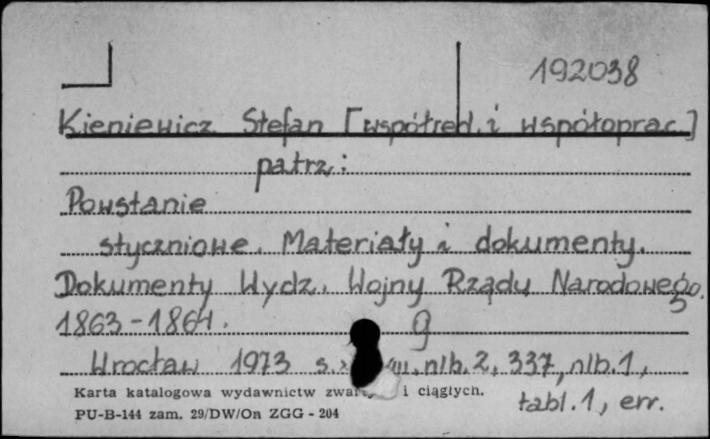 192038
Kieniewicz Stefan [współred. i współoprac.]
patrz:
Powstanie
styczniowe. Materiały i dokumenty.
Dokumenty Wydz. Wojny Rządu Narodowego.
1863-1864. g
Wrocław 1973 s. nlb. 2, 337, nlb. 1,
tabl. 1, err.
Karta katalogowa wydawnictw i ciągłych.
PU-B-144 zam. 29/DW/On ZGG - 204